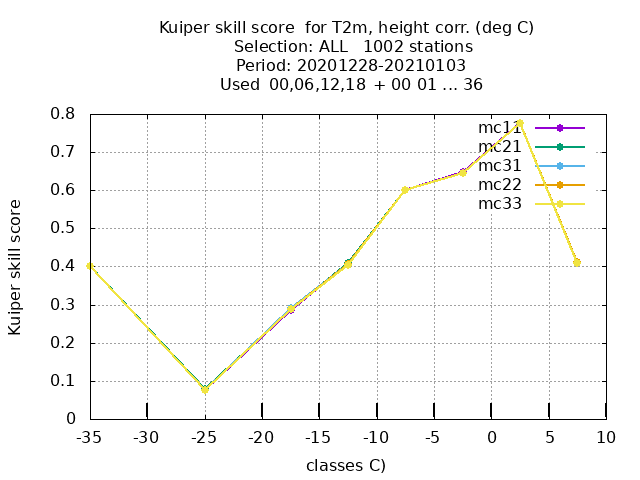 Kuiper skill score  for T2m, height corr. (deg C)
Selection: ALL   1002 stations
Period: 20201228-20210103
Used  00,06,12,18  + 00 01 ... 36
Kuiper skill score
0.8
0.7
0.6
0.5
0.4
0.3
0.2
0.1
0
mc11
mc21
mc31
mc22
mc33
-35 -30 -25 -20 -15 -10 -5 0 5 10
classes C)